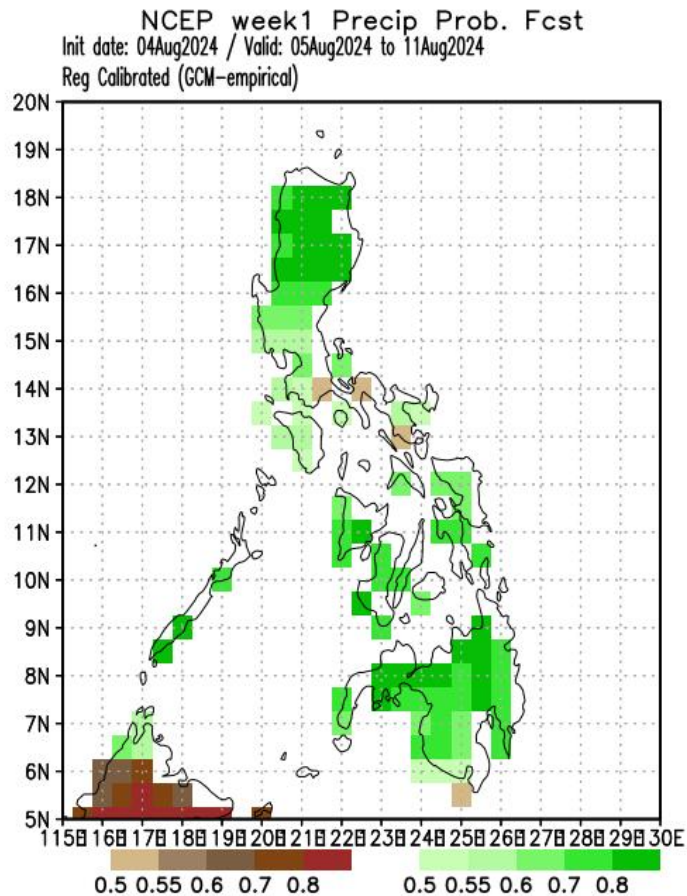 NCEP week1 Precip Prob. Fcst
Init date: 04Aug2024 / Valid: 05Aug2024 to 11Aug2024
Reg Calibrated (GCM-empirical)
20N
19N
18N
17N
16N
15N
14N
13N
12N
11N
10N
9N
8N
7N
6N
5N
115E 116E 117E 118E 119E 120E 121E 122E 123E 124E 125E 126E 127E 128E 129E 130E
0.5 0.55 0.6 0.7 0.8 0.5 0.55 0.6 0.7 0.8